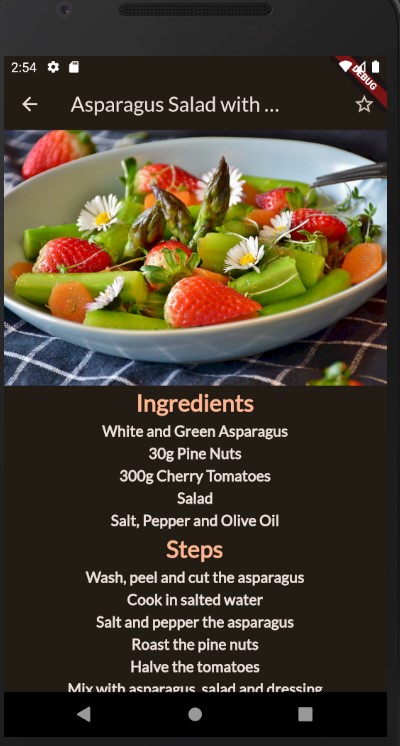 2:54
DEBUG
Asparagus Salad with ...
Ingredients
White and Green Asparagus
30g Pine Nuts
300g Cherry Tomatoes
Salad
Salt, Pepper and Olive Oil
Steps
Wash, peel and cut the asparagus
Cook in salted water
Salt and pepper the asparagus
Roast the pine nuts
Halve the tomatoes
Mix with asparagus, salad and dressing